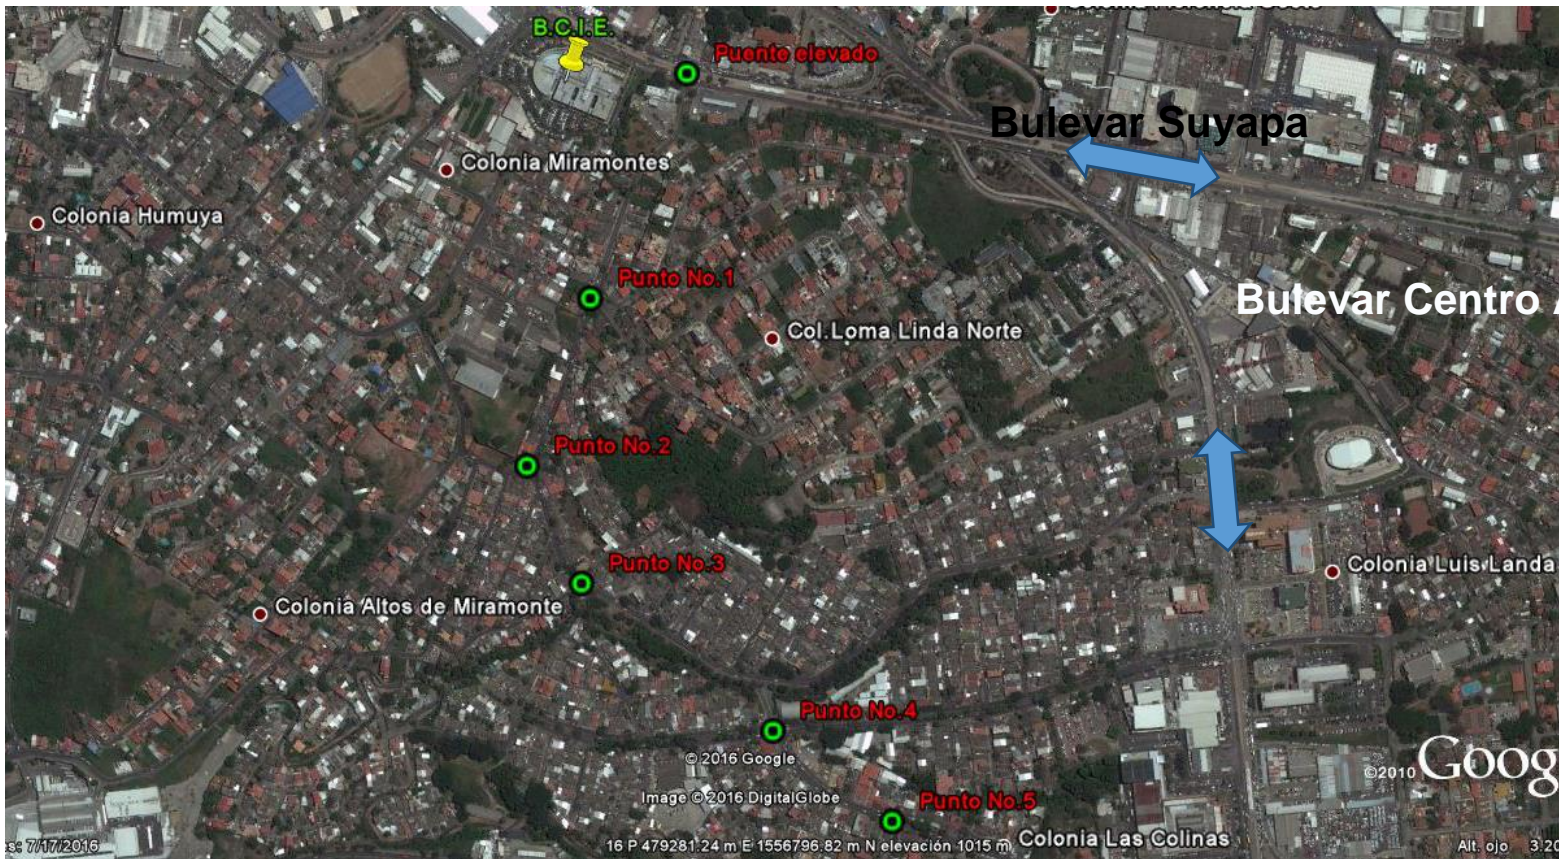 B.C.I.E.
Puente elevado
Bulevar Suyapa
Colonia Miramontes
Colonia Humuya
Punto No.1
Bulevar Centro
Col.Loma Linda Norte
Punto No.2
Punto No.3
Colonia Luis Landa
Colonia Altos de Miramonte
Punto No.4
© 2016 Google
©2010 Goog
Image © 2016 DigitalGlobe
Punto No.5
Colonia Las Colinas
s: 7/17/2016
16 P 479281.24 m E 1556796.82 m N elevación 1015 m
Alt. ojo 3.20